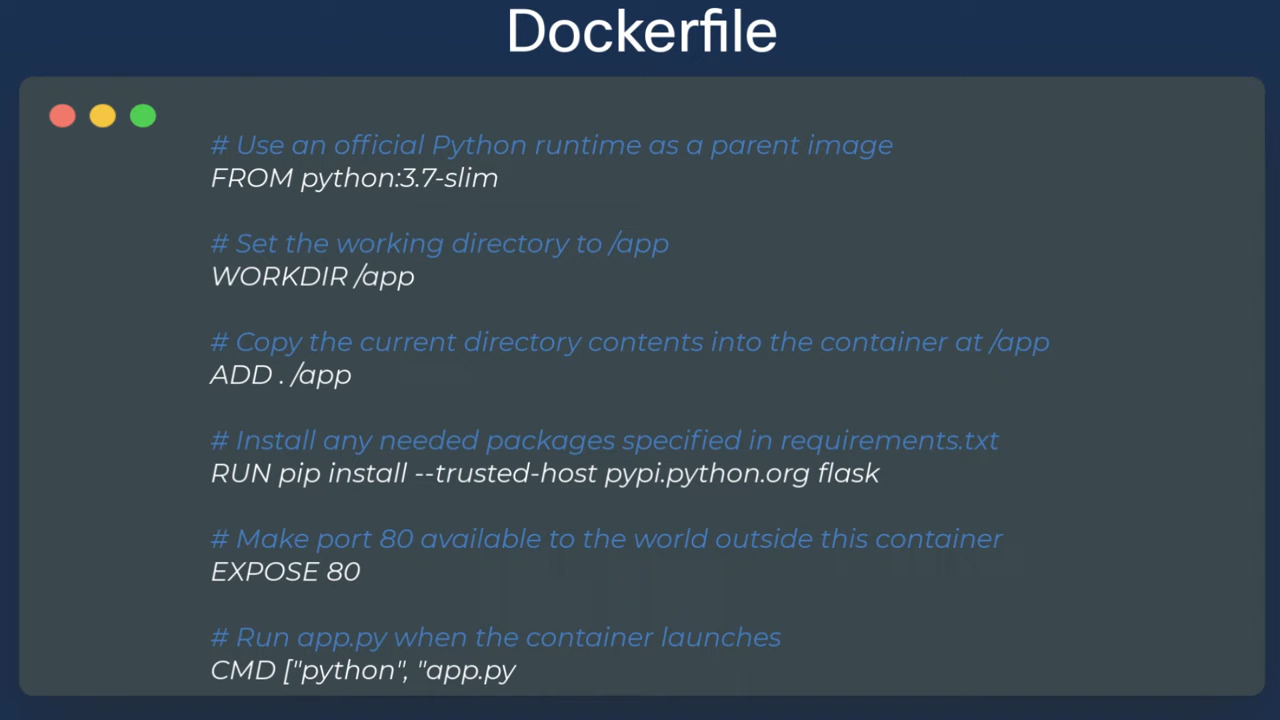 Dockerfile
# Use an official Python runtime as a parent image
FROM python:3.7-slim
# Set the working directory to /app
WORKDIR /app
# Copy the current directory contents into the container at /app
ADD . /app
# Install any needed packages specified in requirements.txt
RUN pip install --trusted-host pypi.python.org flask
# Make port 80 available to the world outside this container
EXPOSE 80
# Run app.py when the container launches
CMD ["python", "app.py